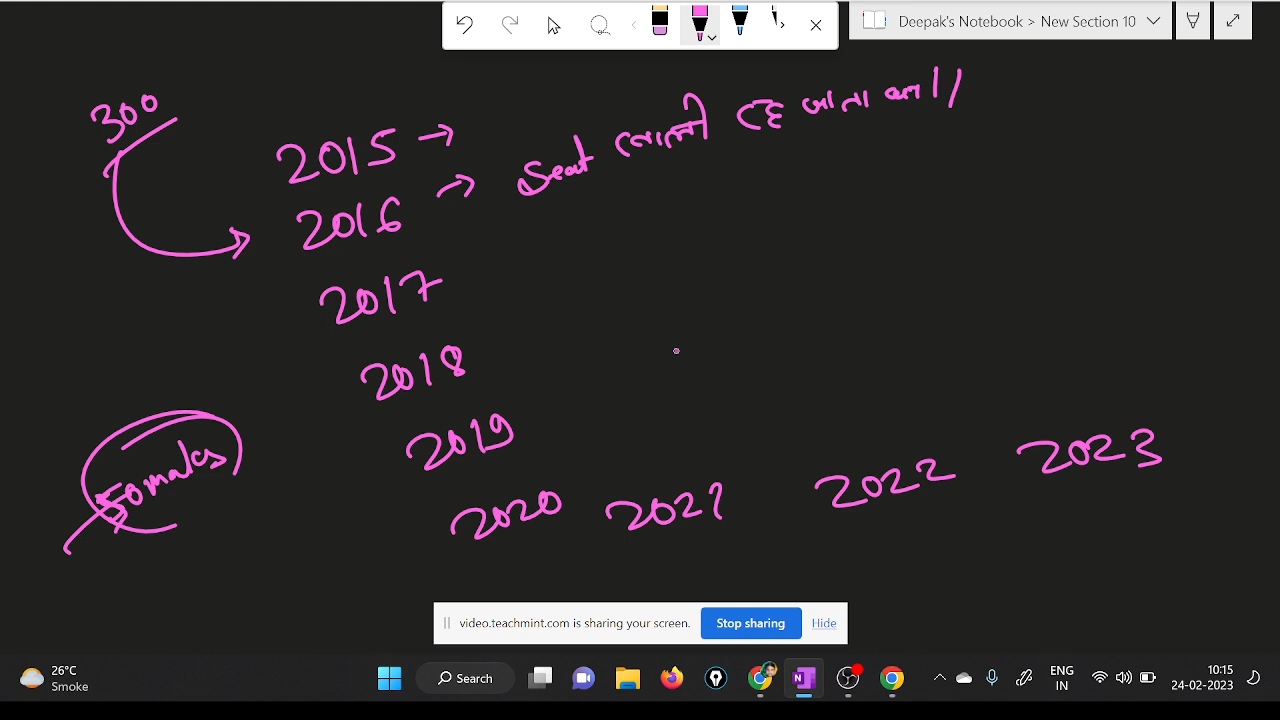 Deepak's Notebook > New Section 10
300
2015 →
2016 → Seat
2017
2018
2019
2020 2021 2022 2023
video.teachmint.com is sharing your screen. Stop sharing Hide
26°C
Smoke
Search
ENG
IN
10:15
24-02-2023